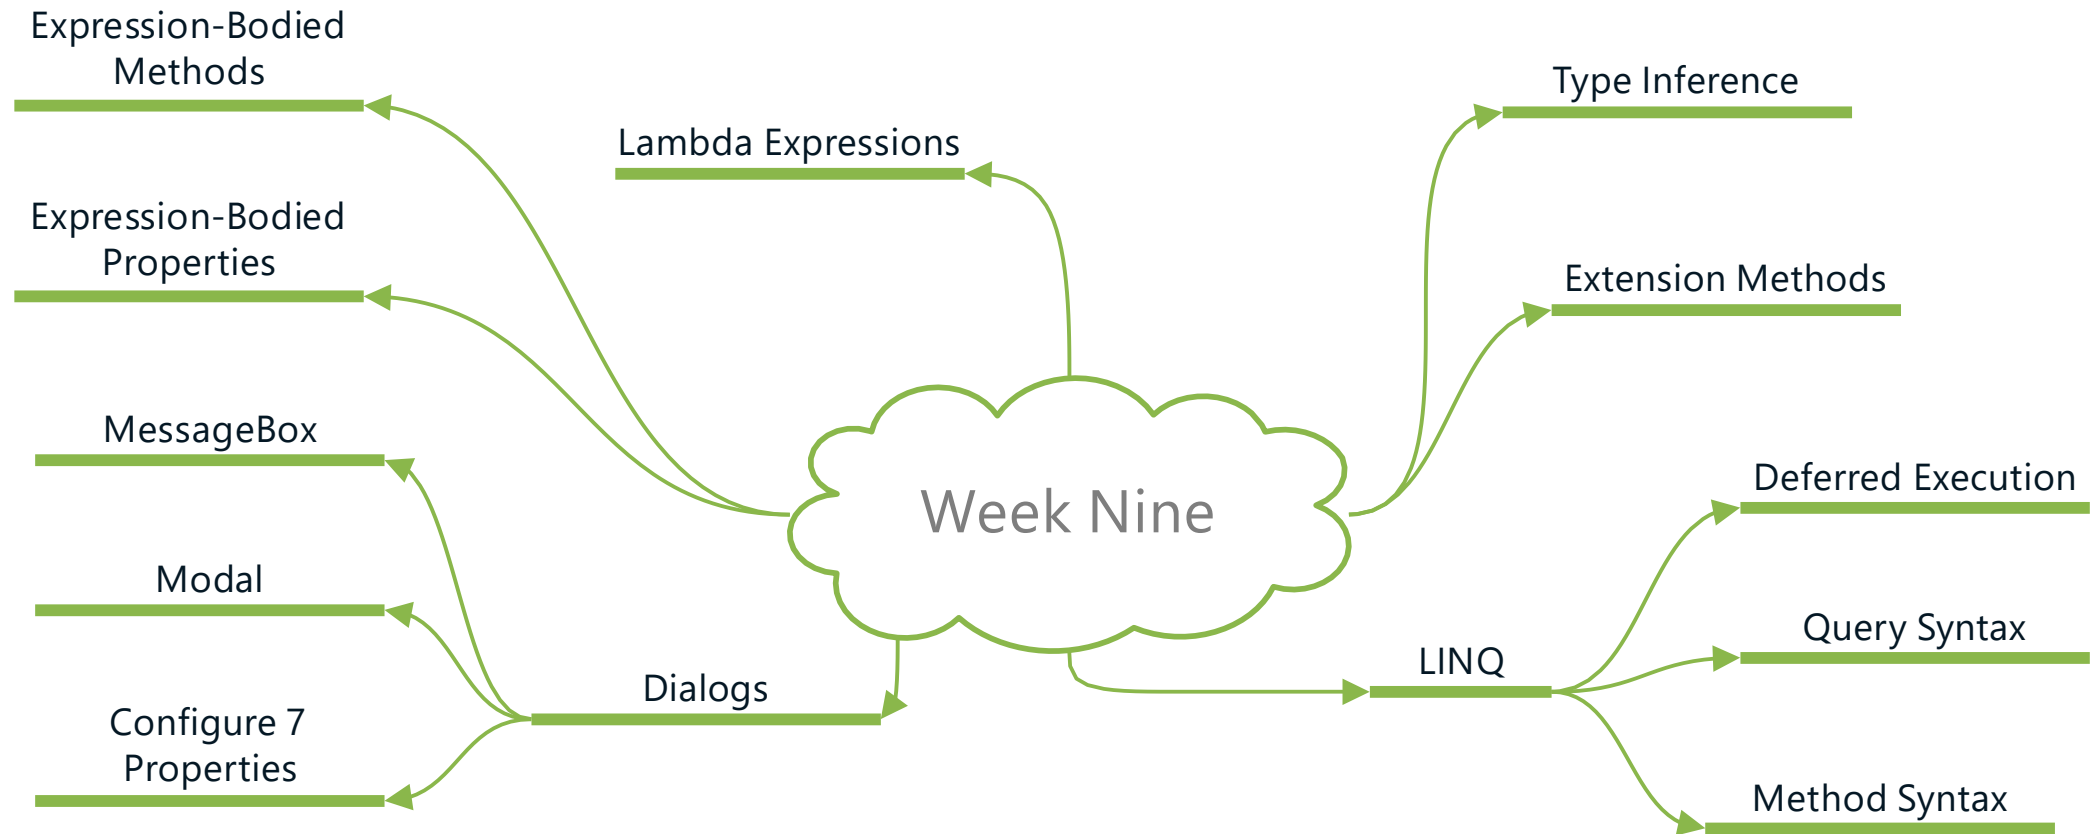 Expression-Bodied
Methods
Expression-Bodied
Properties
Lambda Expressions
Type Inference
Extension Methods
Week Nine
MessageBox
Modal
Configure 7
Properties
Dialogs
LINQ
Deferred Execution
Query Syntax
Method Syntax